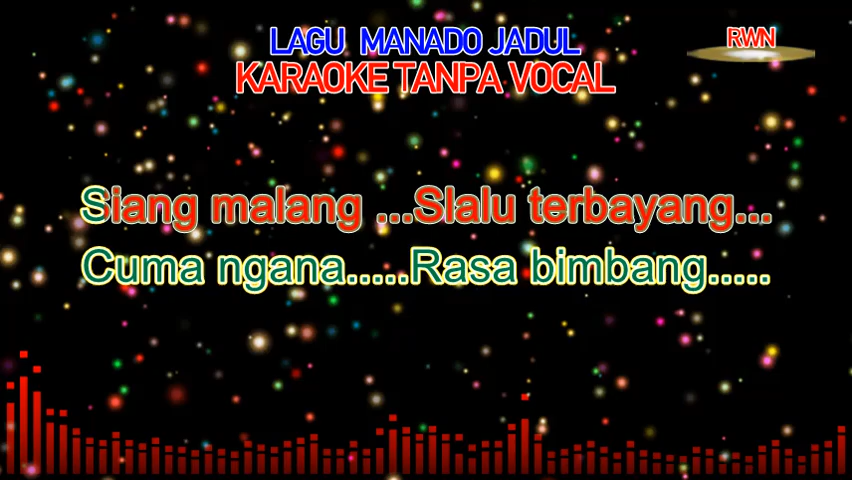 LAGU MANADO JADUL
RWN
KARAOKE TANPA VOCAL
Siang malang ...Slalu terbayang...
Cuma ngana.....Rasa bimbang.....